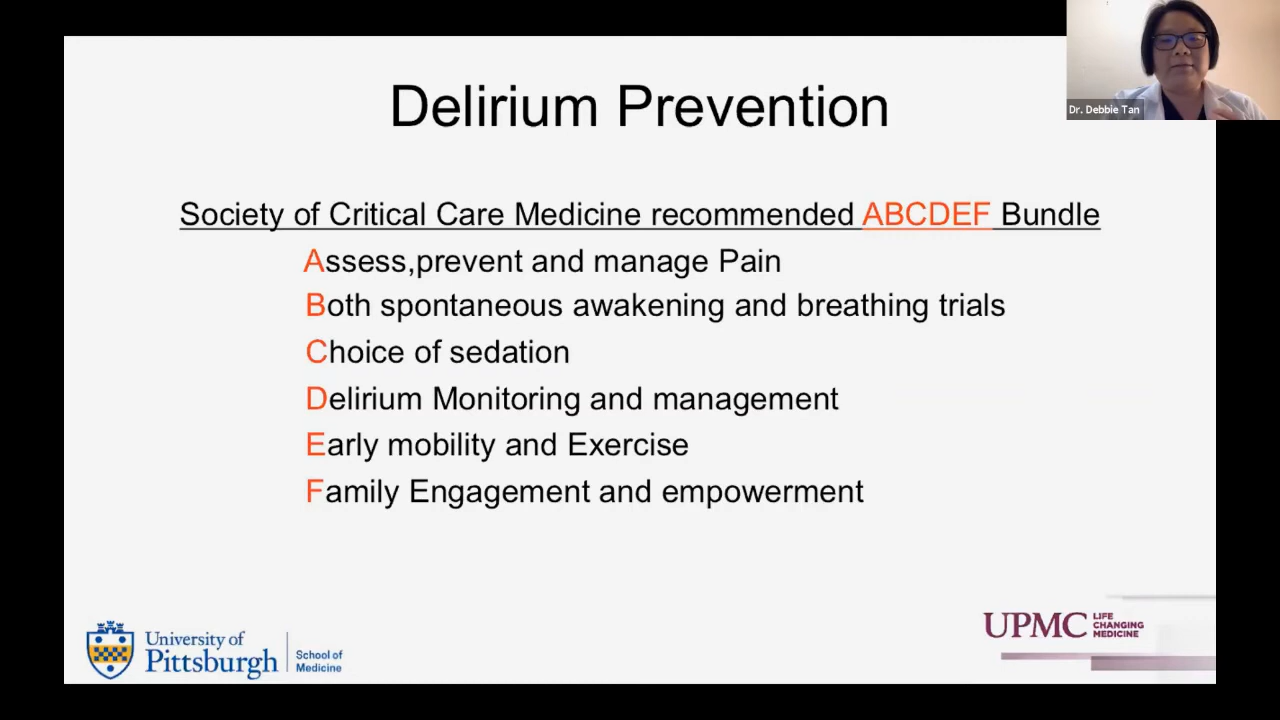 Dr. Debbie Tan
Delirium Prevention
Society of Critical Care Medicine recommended ABCDEF Bundle
Assess,prevent and manage Pain
Both spontaneous awakening and breathing trials
Choice of sedation
Delirium Monitoring and management
Early mobility and Exercise
Family Engagement and empowerment
University of
Pittsburgh
School of
Medicine
UPMC
LIFE
CHANGING
MEDICINE